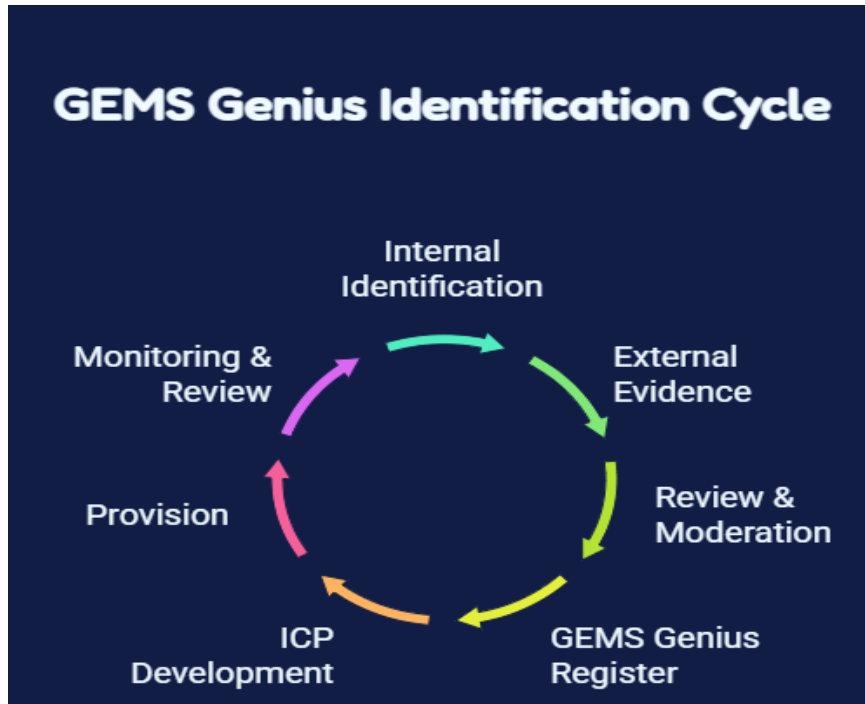 GEMS Genius Identification Cycle
Internal
Identification
External
Evidence
Review &
Moderation
GEMS Genius
Register
ICP
Development
Provision
Monitoring &
Review